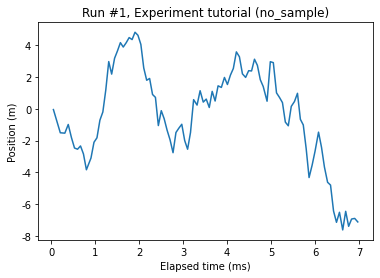 Run #1, Experiment tutorial (no_sample)
Position (m)
4
2
0
-2
-4
-6
-8
0 1 2 3 4 5 6 7
Elapsed time (ms)